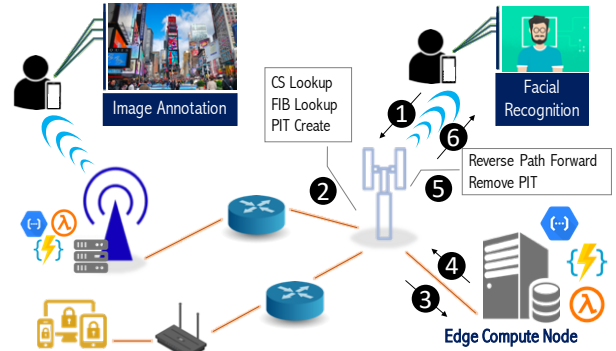 Image Annotation
CS Lookup
FIB Lookup
PIT Create
Facial
Recognition
1
6
2
5
Reverse Path Forward
Remove PIT
4
3
λ
λ
Edge Compute Node